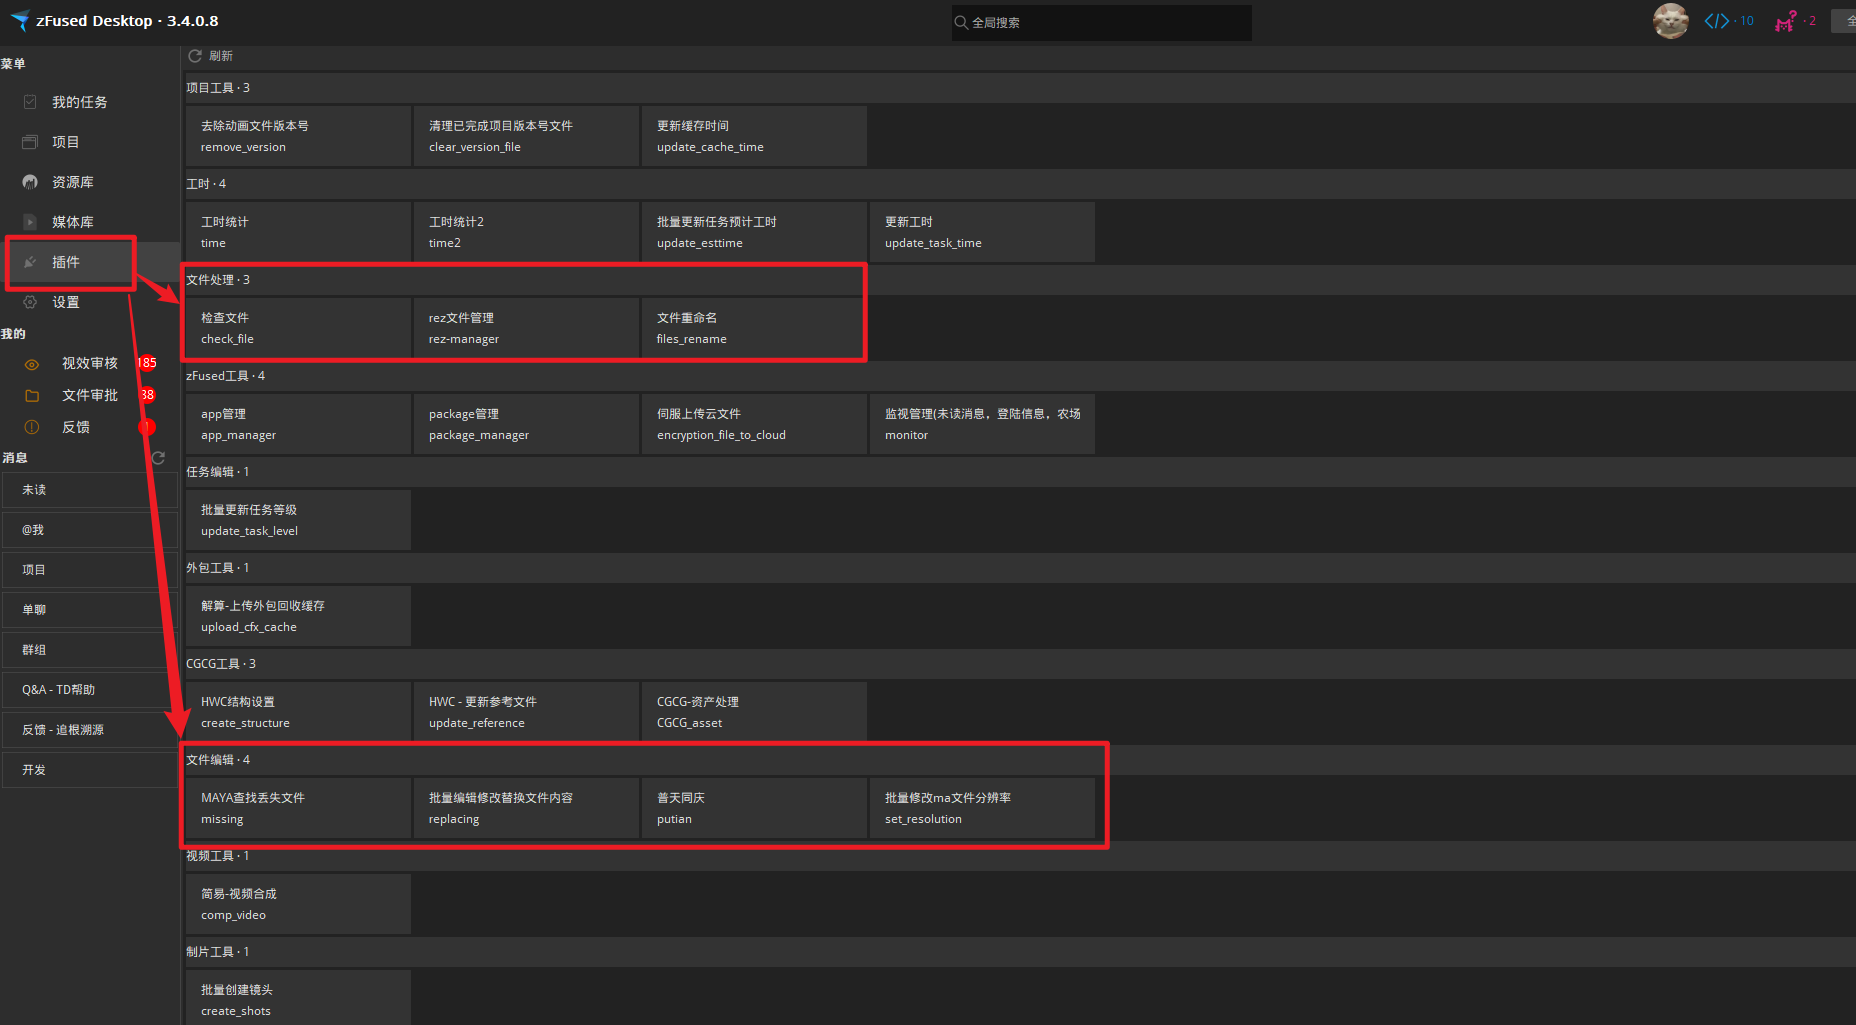 zFused Desktop · 3.4.0.8
全局搜索
· 10
· 2
全
菜单
我的任务
项目
资源库
媒体库
插件
设置
我的
视效审核
185
文件审批
38
反馈
1
消息
未读
@我
项目
单聊
群组
Q&A - TD帮助
反馈 - 追根溯源
开发
刷新
项目工具 · 3
去除动画文件版本号
remove_version
清理已完成项目版本号文件
clear_version_file
更新缓存时间
update_cache_time
工时 · 4
工时统计
time
工时统计2
time2
批量更新任务预计工时
update_esttime
更新工时
update_task_time
文件处理 · 3
检查文件
check_file
rez文件管理
rez-manager
文件重命名
files_rename
zFused工具 · 4
app管理
app_manager
package管理
package_manager
伺服上传云文件
encryption_file_to_cloud
监视管理(未读消息，登陆信息，农场
monitor
任务编辑 · 1
批量更新任务等级
update_task_level
外包工具 · 1
解算-上传外包回收缓存
upload_cfx_cache
CGCG工具 · 3
HWC结构设置
create_structure
HWC - 更新参考文件
update_reference
CGCG-资产处理
CGCG_asset
文件编辑 · 4
MAYA查找丢失文件
missing
批量编辑修改替换文件内容
replacing
普天同庆
putian
批量修改ma文件分辨率
set_resolution
视频工具 · 1
简易-视频合成
comp_video
制片工具 · 1
批量创建镜头
create_shots